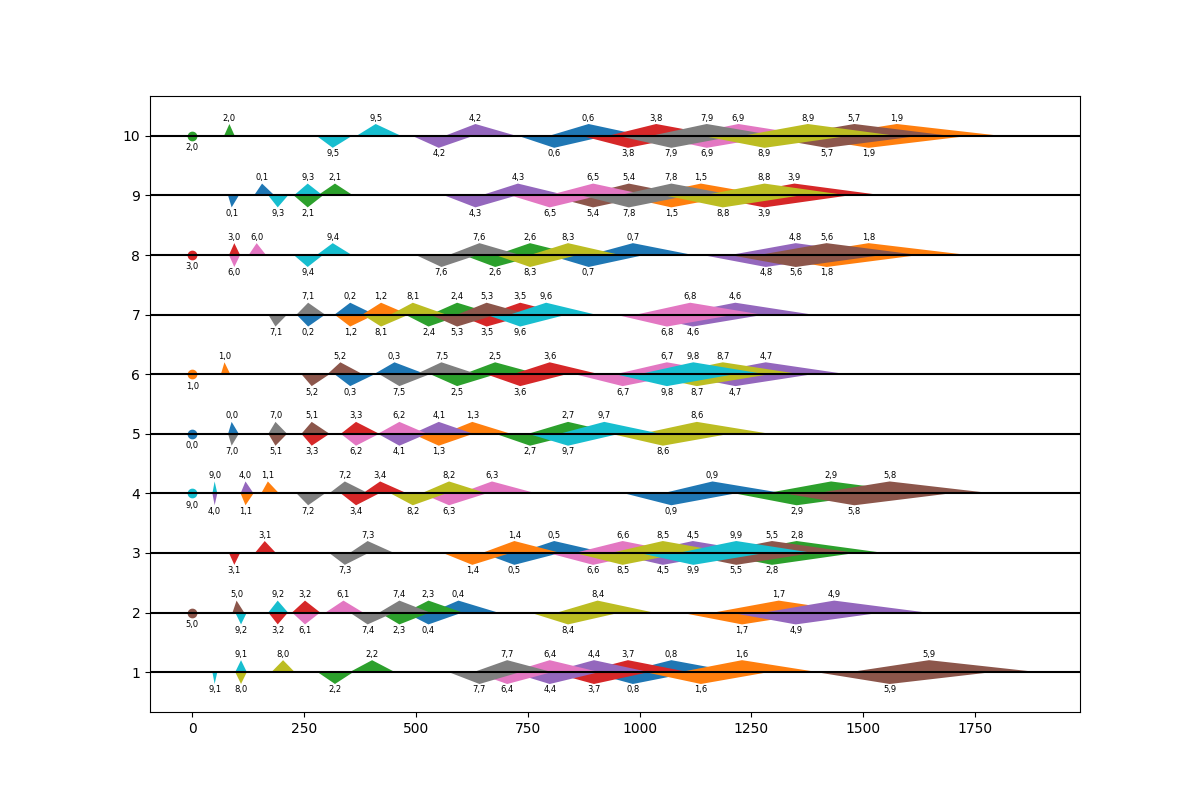 2,0 9,5 4,2 0,6 3,8 7,9 6,9 8,9 5,7 1,9
10
2,0 9,5 4,2 0,6 3,8 7,9 6,9 8,9 5,7 1,9
0,1 9,3 2,1 4,3 6,5 5,4 7,8 1,5 8,8 3,9
9
0,1 9,3 2,1 4,3 6,5 5,4 7,8 1,5 8,8 3,9
3,0 6,0 9,4 7,6 2,6 8,3 0,7 4,8 5,6 1,8
8
3,0 6,0 9,4 7,6 2,6 8,3 0,7 4,8 5,6 1,8
7,1 0,2 1,2 8,1 2,4 5,3 3,5 9,6 6,8 4,6
7
7,1 0,2 1,2 8,1 2,4 5,3 3,5 9,6 6,8 4,6
1,0 5,2 0,3 7,5 2,5 3,6 6,7 9,8 8,7 4,7
6
1,0 5,2 0,3 7,5 2,5 3,6 6,7 9,8 8,7 4,7
0,0 7,0 5,1 3,3 6,2 4,1 1,3 2,7 9,7 8,6
5
0,0 7,0 5,1 3,3 6,2 4,1 1,3 2,7 9,7 8,6
9,0 4,0 1,1 7,2 3,4 8,2 6,3 0,9 2,9 5,8
4
9,0 4,0 1,1 7,2 3,4 8,2 6,3 0,9 2,9 5,8
3,1 7,3 1,4 0,5 6,6 8,5 4,5 9,9 5,5 2,8
3
3,1 7,3 1,4 0,5 6,6 8,5 4,5 9,9 5,5 2,8
5,0 9,2 3,2 6,1 7,4 2,3 0,4 8,4 1,7 4,9
2
5,0 9,2 3,2 6,1 7,4 2,3 0,4 8,4 1,7 4,9
9,1 8,0 2,2 7,7 6,4 4,4 3,7 0,8 1,6 5,9
1
9,1 8,0 2,2 7,7 6,4 4,4 3,7 0,8 1,6 5,9
0 250 500 750 1000 1250 1500 1750